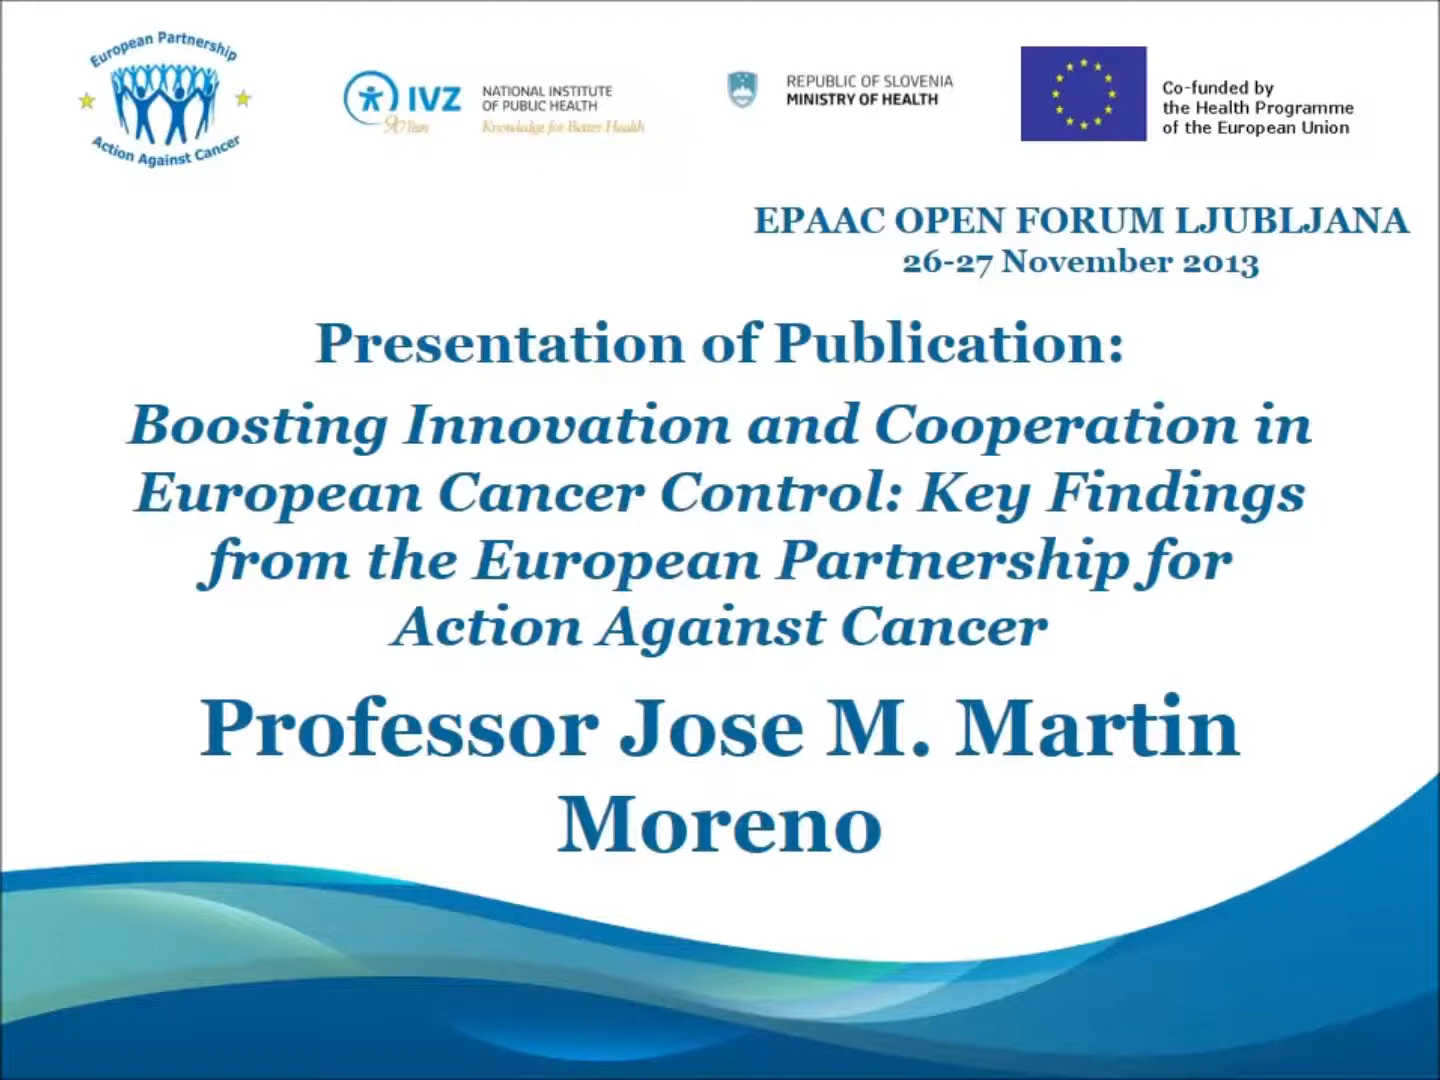 European Partnership
Action Against Cancer
IVZ
90 Years
NATIONAL INSTITUTE
OF PUBLIC HEALTH
Knowledge for Better Health
REPUBLIC OF SLOVENIA
MINISTRY OF HEALTH
Co-funded by
the Health Programme
of the European Union
EPAAC OPEN FORUM LJUBLJANA
26-27 November 2013
Presentation of Publication:
Boosting Innovation and Cooperation in
European Cancer Control: Key Findings
from the European Partnership for
Action Against Cancer
Professor Jose M. Martin
Moreno